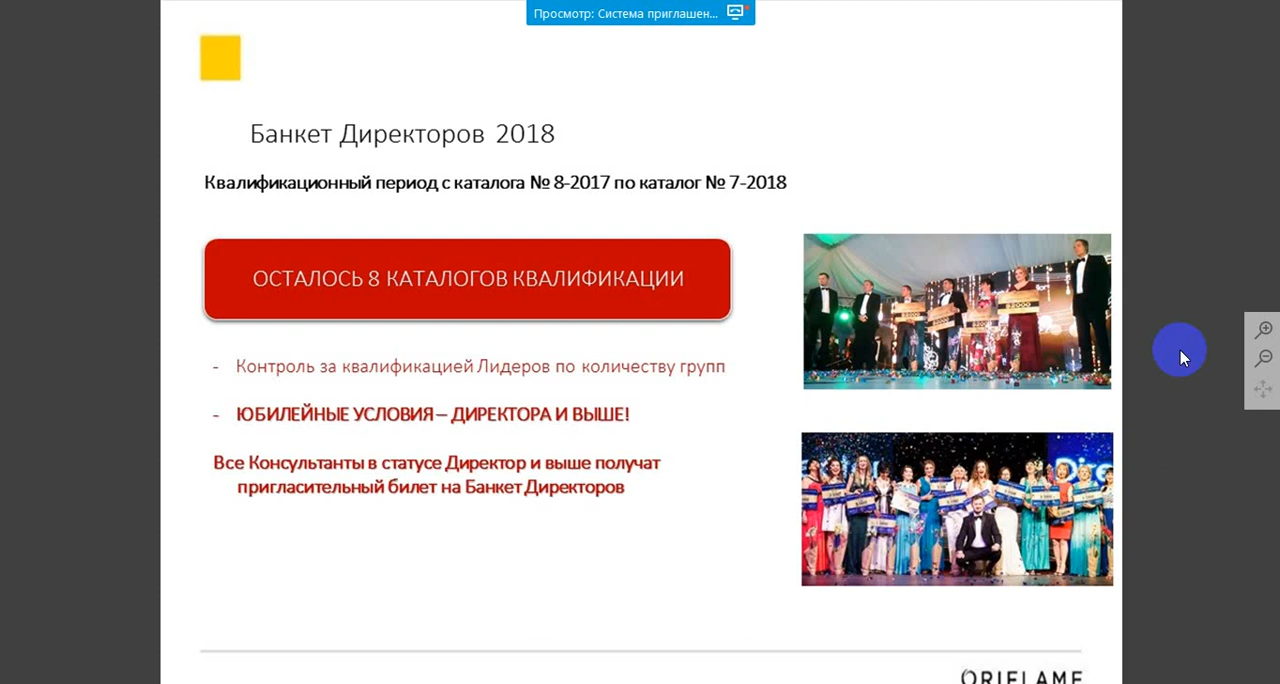 Просмотр: Система приглашен...
Банкет Директоров 2018
Квалификационный период с каталога № 8-2017 по каталог № 7-2018
ОСТАЛОСЬ 8 КАТАЛОГОВ КВАЛИФИКАЦИИ
- Контроль за квалификацией Лидеров по количеству групп
- ЮБИЛЕЙНЫЕ УСЛОВИЯ – ДИРЕКТОРА И ВЫШЕ!
Все Консультанты в статусе Директор и выше получат
пригласительный билет на Банкет Директоров
ORIFLAME